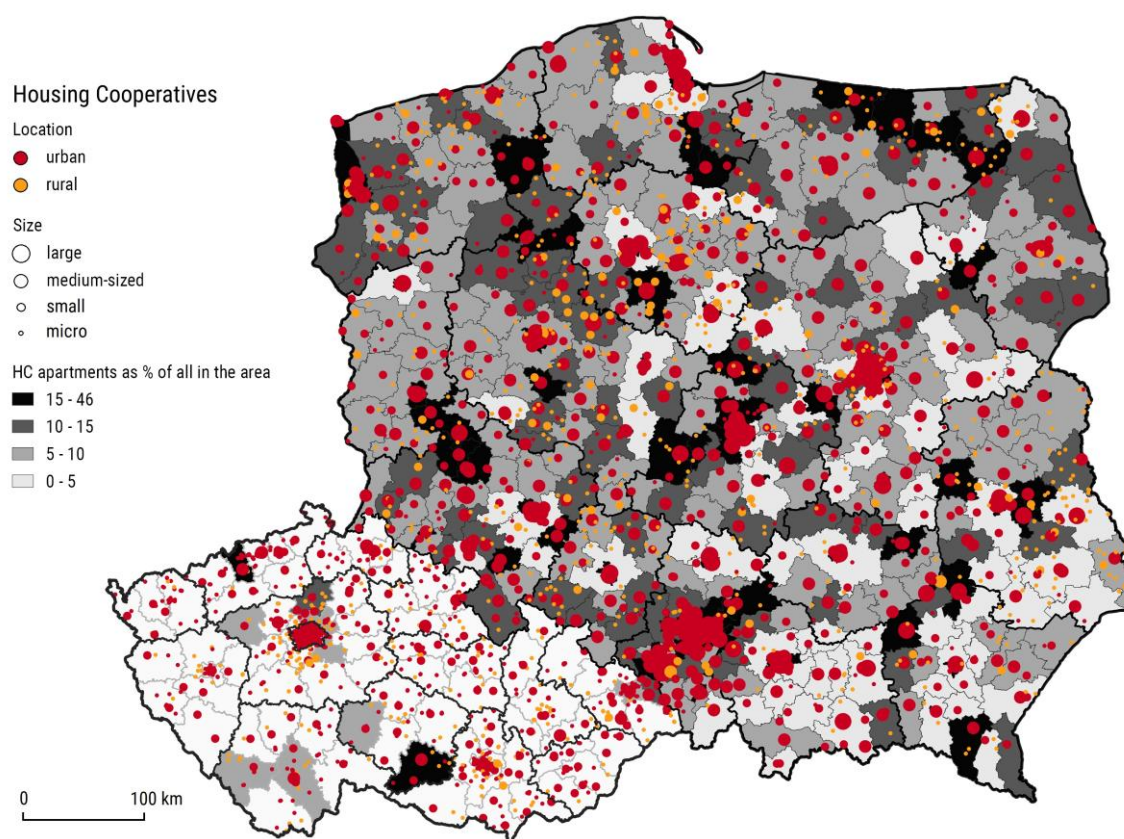 Housing Cooperatives
Location
urban
rural
Size
large
medium-sized
small
micro
HC apartments as % of all in the area
15 - 46
10 - 15
5 - 10
0 - 5
0 100 km